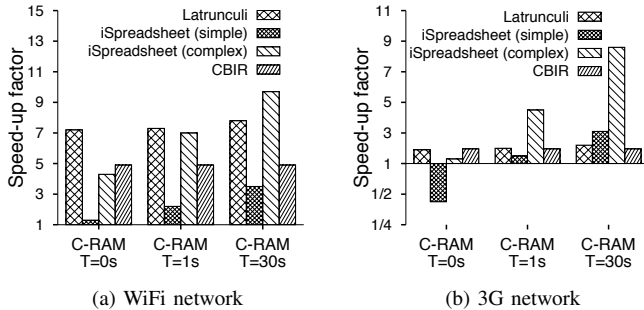 Speed-up factor
15
13
11
9
7
5
3
1
Latrunculi
iSpreadsheet (simple)
iSpreadsheet (complex)
CBIR
C-RAM T=0s
C-RAM T=1s
C-RAM T=30s
(a) WiFi network
Speed-up factor
11
9
7
5
3
1
1/2
1/4
Latrunculi
iSpreadsheet (simple)
iSpreadsheet (complex)
CBIR
C-RAM T=0s
C-RAM T=1s
C-RAM T=30s
(b) 3G network